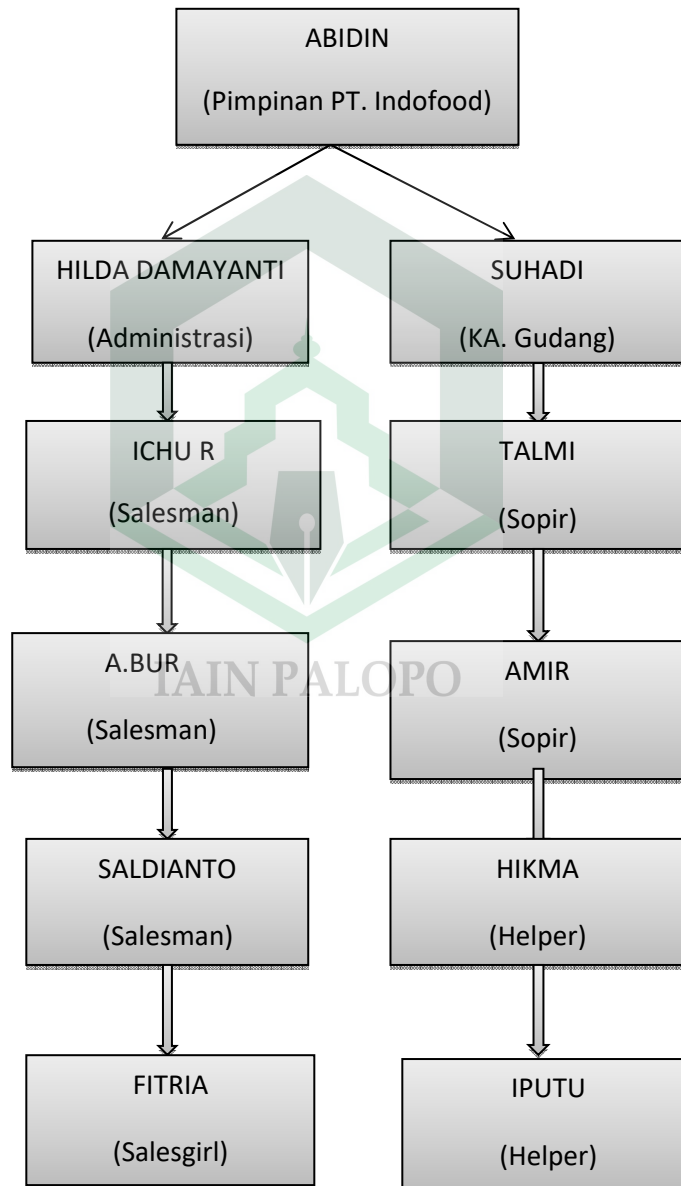 ABIDIN
(Pimpinan PT. Indofood)
HILDA DAMAYANTI
(Administrasi)
SUHADI
(KA. Gudang)
ICHU R
(Salesman)
TALMI
(Sopir)
A.BUR
(Salesman)
AMIR
(Sopir)
IAIN PALOPO
SALDIANTO
(Salesman)
HIKMA
(Helper)
FITRIA
(Salesgirl)
IPUTU
(Helper)